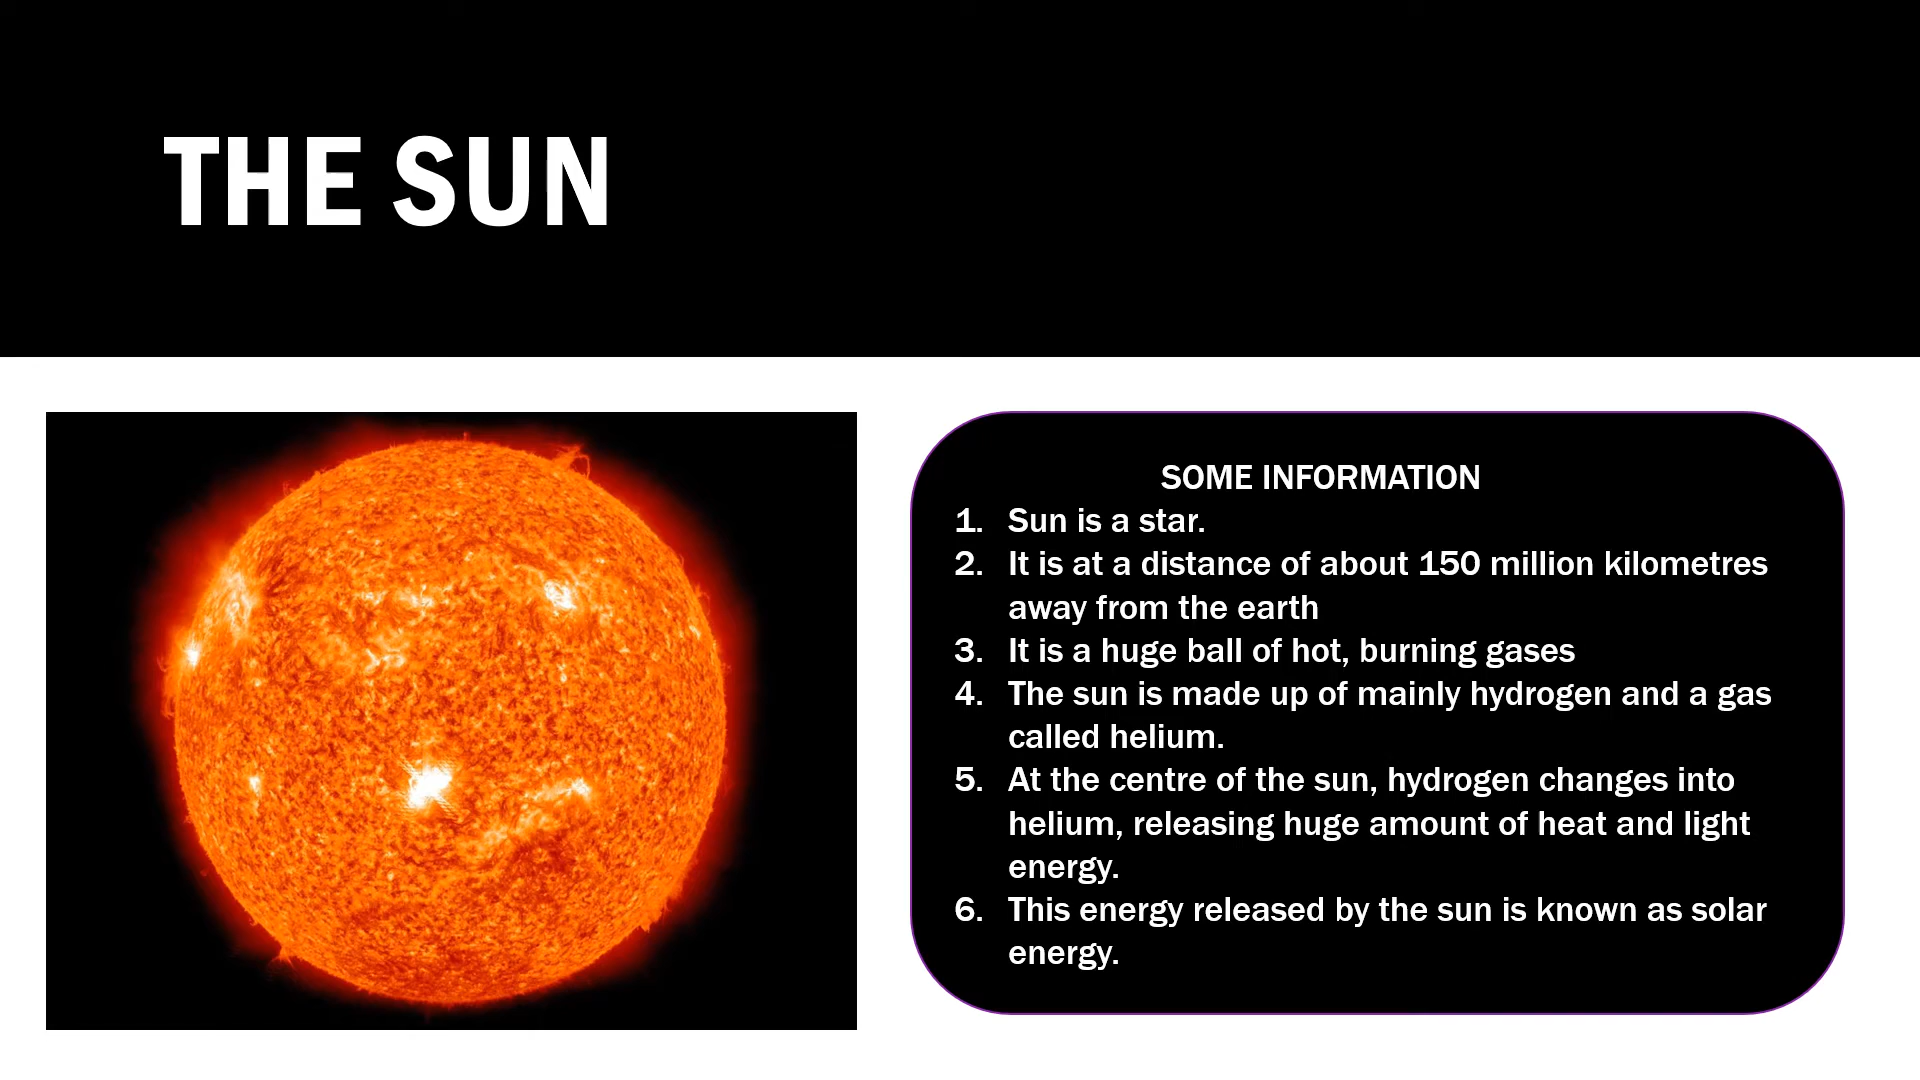 THE SUN
SOME INFORMATION
1. Sun is a star.
2. It is at a distance of about 150 million kilometres
away from the earth
3. It is a huge ball of hot, burning gases
4. The sun is made up of mainly hydrogen and a gas
called helium.
5. At the centre of the sun, hydrogen changes into
helium, releasing huge amount of heat and light
energy.
6. This energy released by the sun is known as solar
energy.